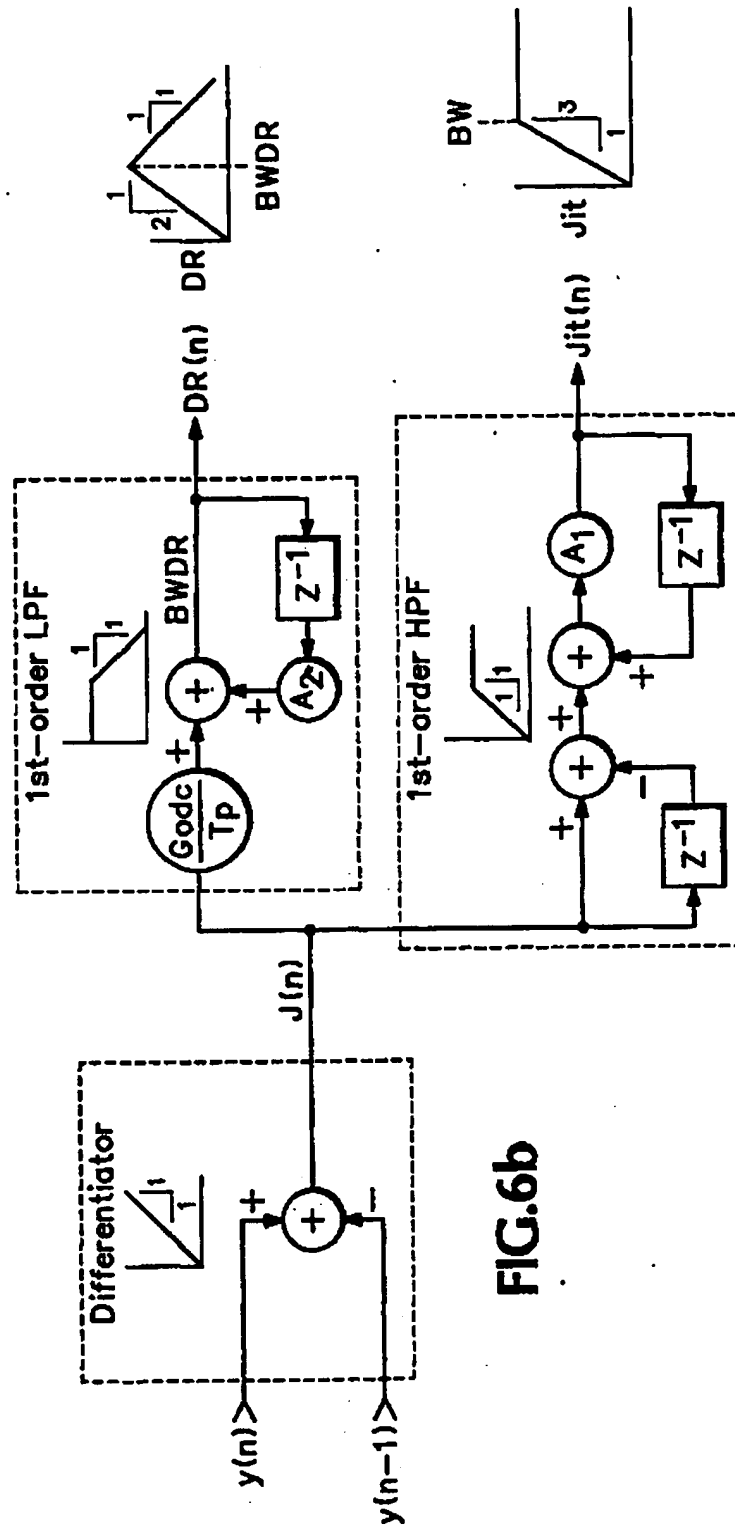 Differentiator
1
1
y(n)
+
+
y(n-1)
-
J(n)
1st-order LPF
1
1
Godc
Tp
+
+
BWDR
+
A2
Z-1
DR(n)
DR
2
1
1
1
BWDR
1st-order HPF
1
1
+
+
-
Z-1
+
+
+
A1
Z-1
Jit(n)
Jit
BW
3
1
FIG.6b